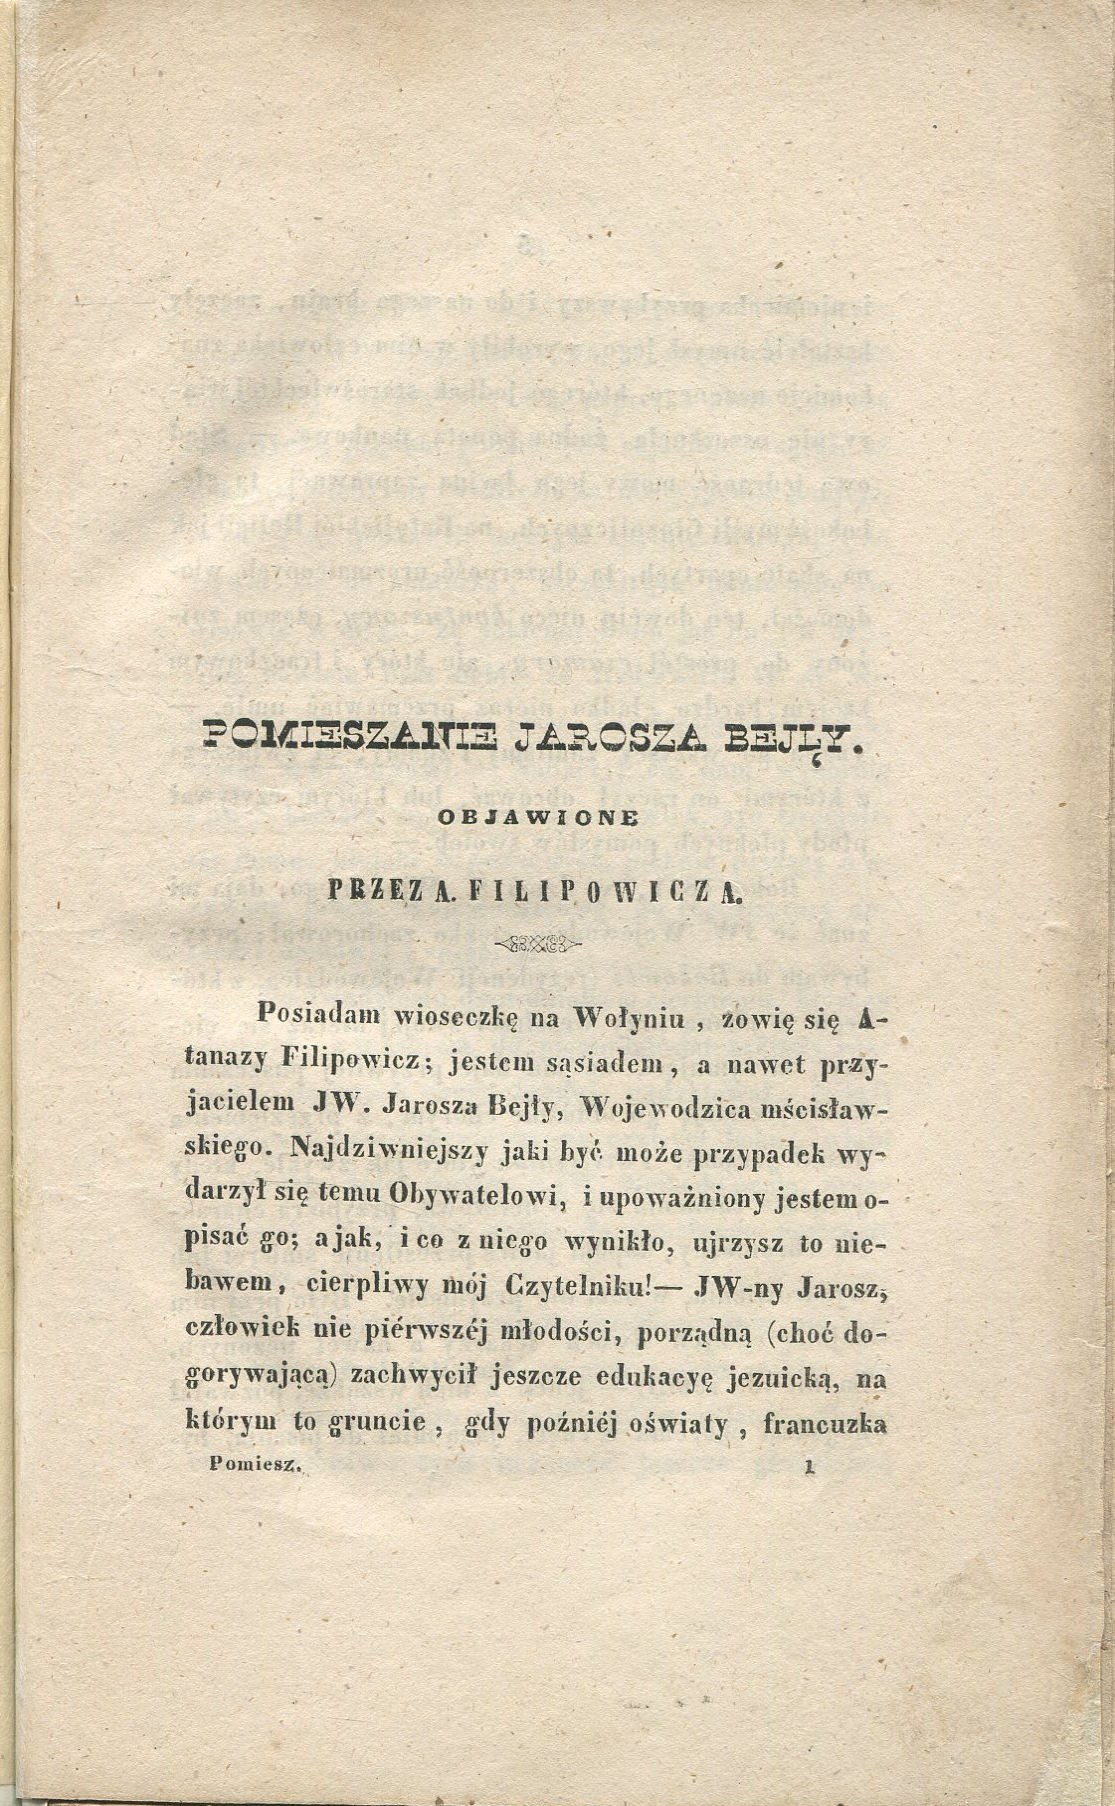 POMIESZANIE JAROSZA BEJŁY.
OBJAWIONE
PRZEZ A. FILIPOWICZA.
Posiadam wioseczkę na Wołyniu , zowię się A-
tanazy Filipowicz; jestem sąsiadem , a nawet przy-
jacielem JW. Jarosza Bejły, Wojewodzica mścisław-
skiego. Najdziwniejszy jaki być może przypadek wy-
darzył się temu Obywatelowi, i upoważniony jestem o-
pisać go; a jak, i co z niego wynikło, ujrzysz to nie-
bawem , cierpliwy mój Czytelniku!— JW-ny Jarosz,
człowiek nie piérwszéj młodości, porządną (choć do-
gorywającą) zachwycił jeszcze edukacyę jezuicką, na
którym to gruncie , gdy poźniéj oświaty , francuzka
Pomiesz. 1